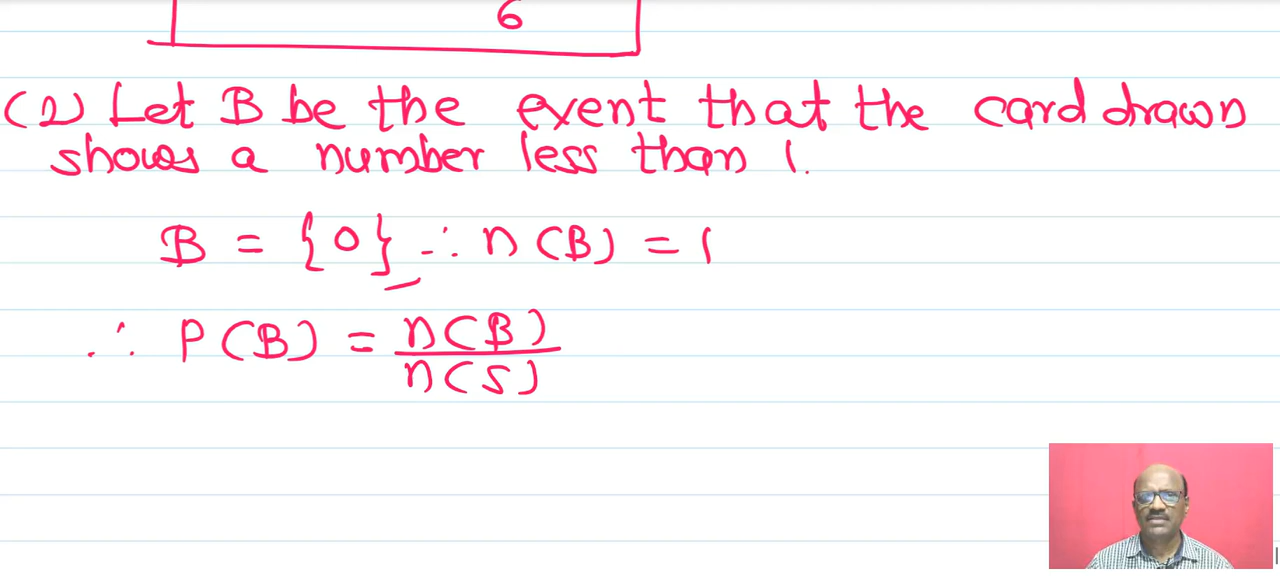 6
(2) Let B be the event that the card drawn
shows a number less than 1.
B = {0} ∴ n(B) = 1
∴ P(B) = n(B)
n(S)